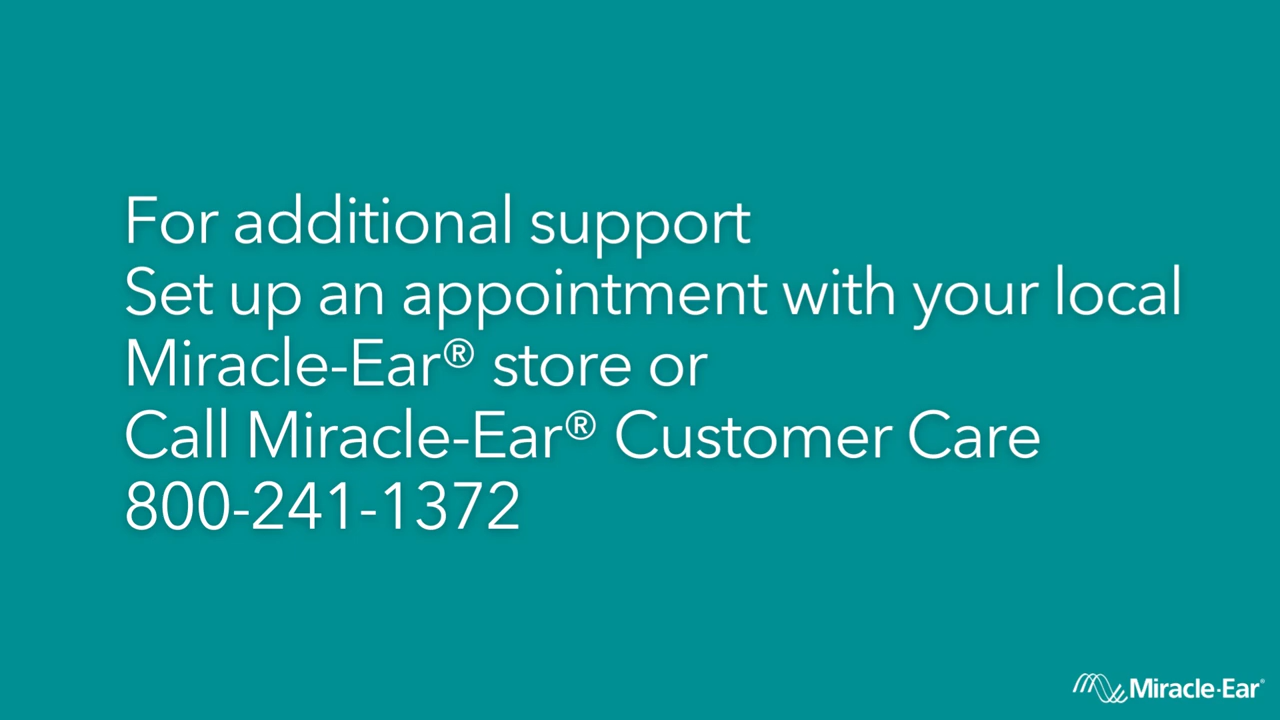 For additional support
Set up an appointment with your local
Miracle-Ear® store or
Call Miracle-Ear® Customer Care
800-241-1372
Miracle-Ear®